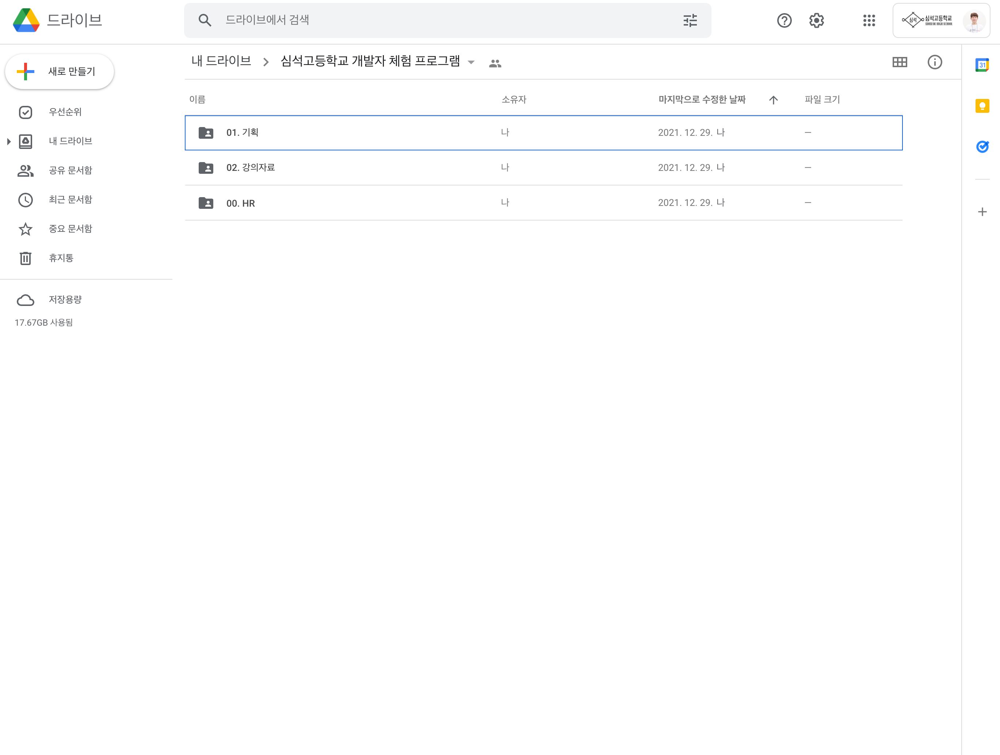 드라이브
드라이브에서 검색
심석
심석고등학교
SIMSEOK HIGH SCHOOL
새로 만들기
우선순위
내 드라이브
공유 문서함
최근 문서함
중요 문서함
휴지통
저장용량
17.67GB 사용됨
내 드라이브 심석고등학교 개발자 체험 프로그램
이름 소유자 마지막으로 수정한 날짜 파일 크기
01. 기획 나 2021. 12. 29. 나 —
02. 강의자료 나 2021. 12. 29. 나 —
00. HR 나 2021. 12. 29. 나 —
31